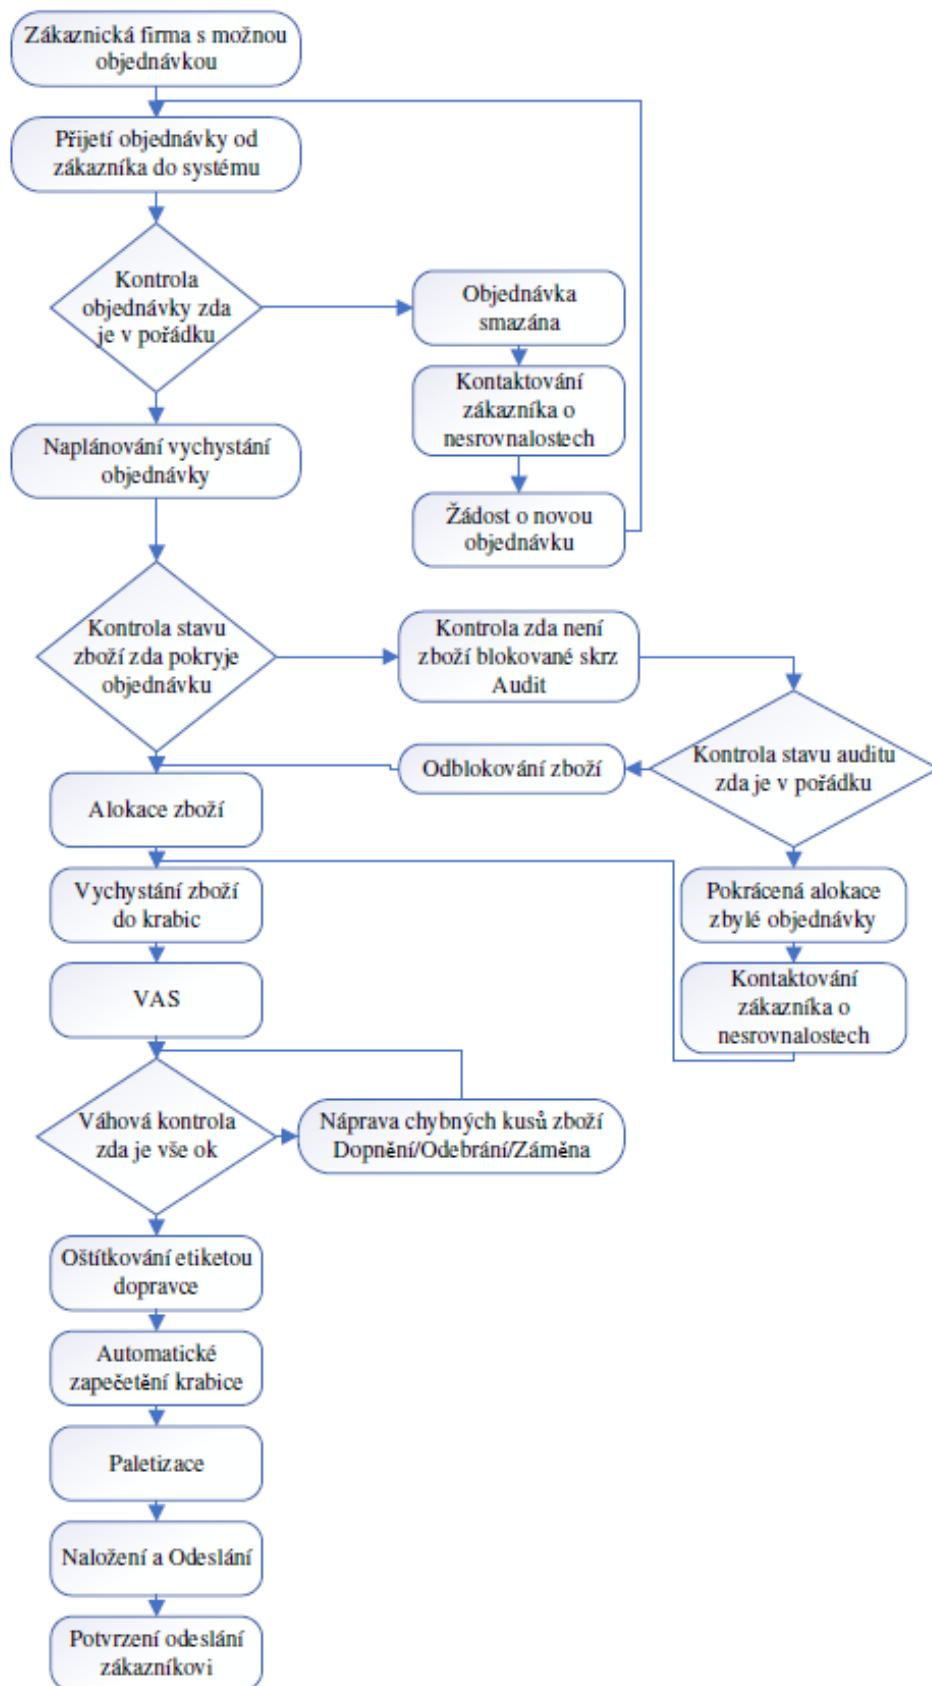 Zákaznická firma s možnou
objednávkou
Přijetí objednávky od
zákazníka do systému
Kontrola
objednávky zda
je v pořádku
Objednávka
smazána
Kontaktování
zákazníka o
nesrovnalostech
Žádost o novou
objednávku
Naplánování vychystání
objednávky
Kontrola stavu
zboží zda pokryje
objednávku
Kontrola zda není
zboží blokované skrz
Audit
Kontrola stavu auditu
zda je v pořádku
Odblokování zboží
Alokace zboží
Pokrácená alokace
zbylé objednávky
Kontaktování
zákazníka o
nesrovnalostech
Vychystání zboží
do krabic
VAS
Váhová kontrola
zda je vše ok
Náprava chybných kusů zboží
Dopnění/Odebrání/Záměna
Oštítkování etiketou
dopravce
Automatické
zapečetění krabice
Paletizace
Naložení a Odeslání
Potvrzení odeslání
zákazníkovi